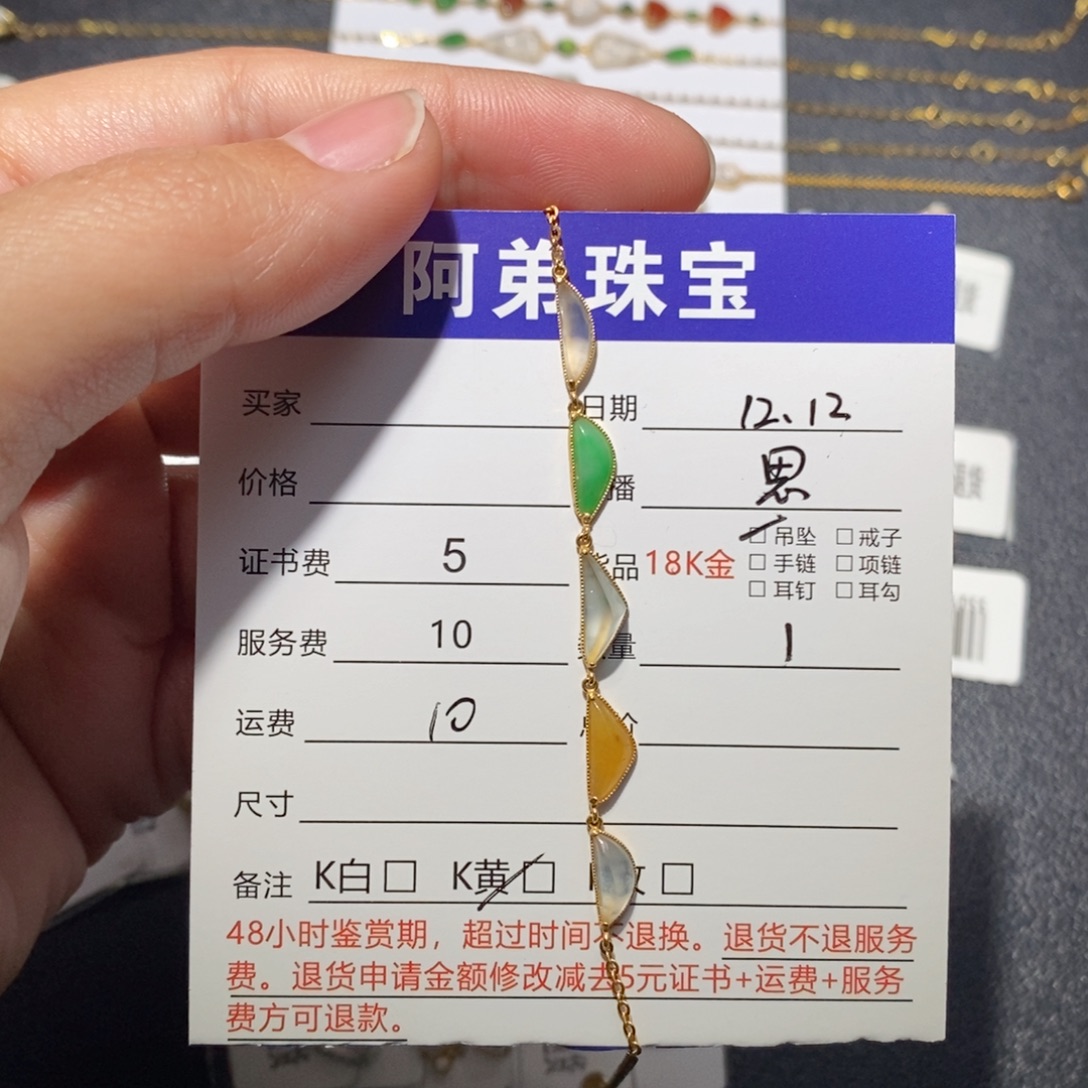 阿弟珠宝
买家 日期 12.12
价格 播 思
证书费 5 品 18K金 □吊坠 □戒子
□手链 □项链
□耳钉 □耳勾
服务费 10 量 1
运费 10
尺寸
备注 K白□ K黄□ □
48小时鉴赏期，超过时间不退换。退货不退服务
费。退货申请金额修改减去5元证书+运费+服务
费方可退款。